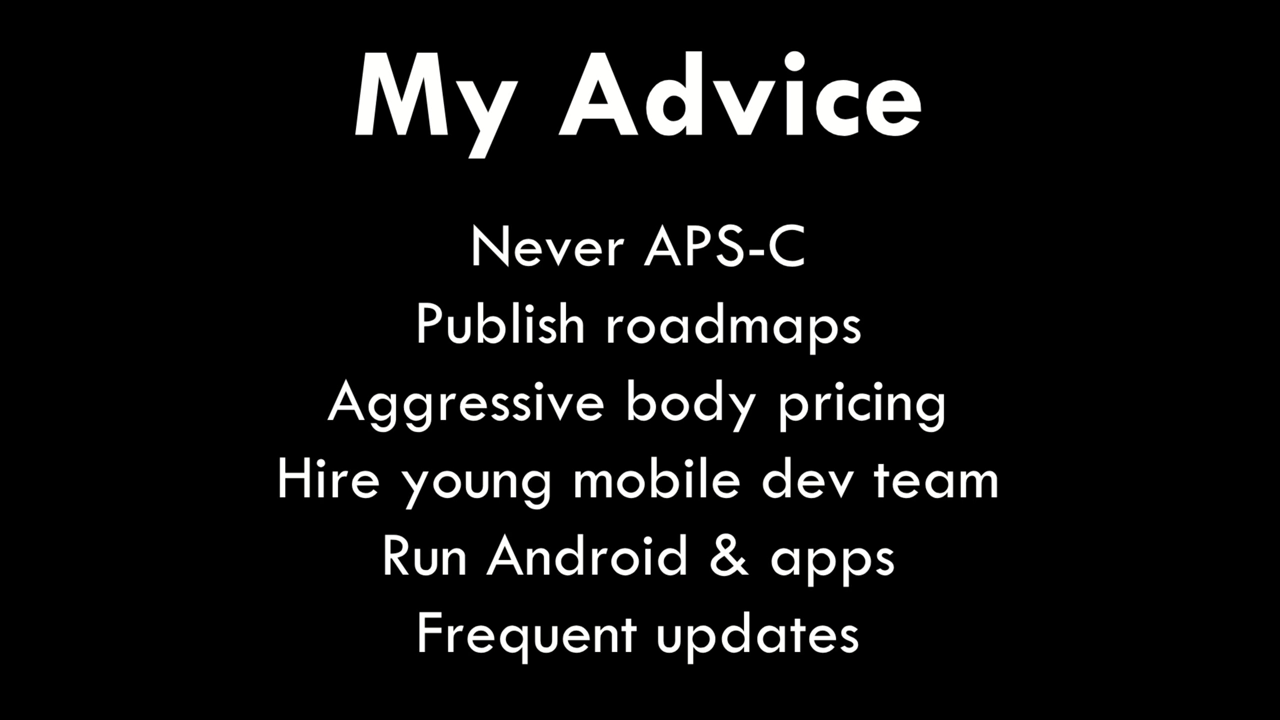 My Advice
Never APS-C
Publish roadmaps
Aggressive body pricing
Hire young mobile dev team
Run Android & apps
Frequent updates